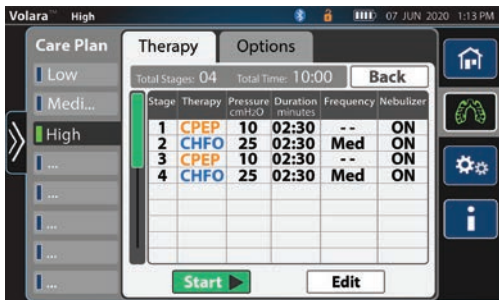 Volara™ High 07 JUN 2020 1:13 PM
Care Plan
Low
Medi...
High
...
...
...
...
...
Therapy Options
Total Stages: 04 Total Time: 10:00 Back
Stage Therapy Pressure cmH2O Duration minutes Frequency Nebulizer
1 CPEP 10 02:30 -- ON
2 CHFO 25 02:30 Med ON
3 CPEP 10 02:30 -- ON
4 CHFO 25 02:30 Med ON
Start Edit